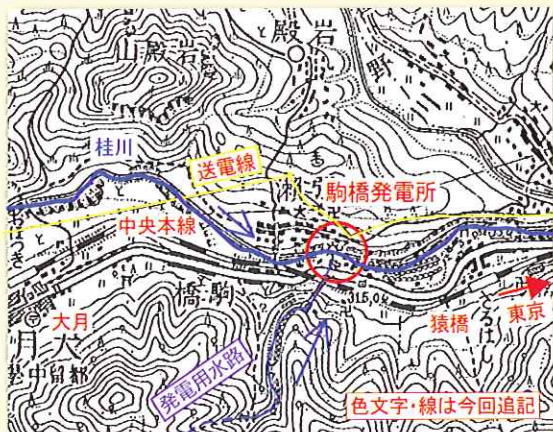 岩殿
山殿岩
桂川
送電線
駒橋発電所
中央本線
橋駒
315.0
大月
猿橋
東京
月大
発電用水路
色文字・線は今回追記